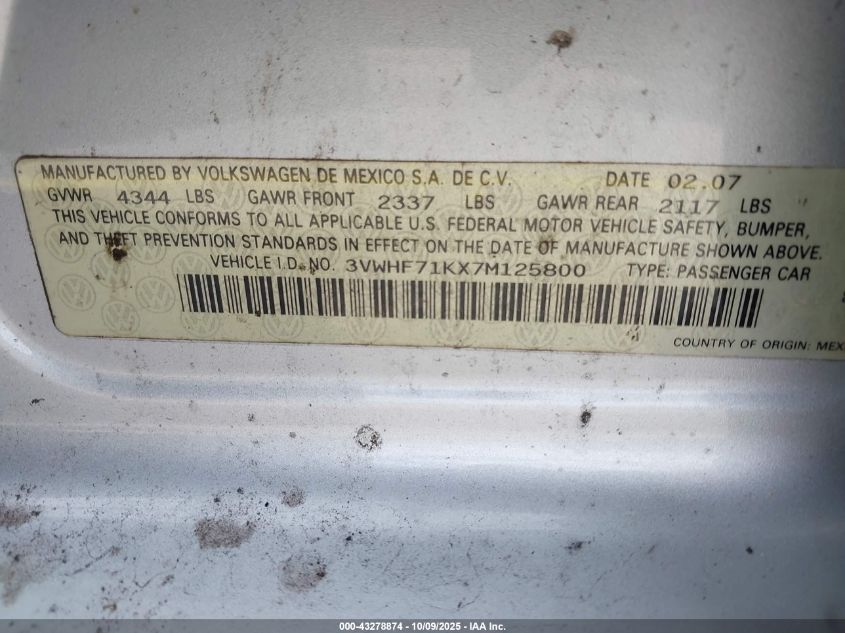 MANUFACTURED BY VOLKSWAGEN DE MEXICO S.A. DE C.V. DATE 02.07
GVWR 4344 LBS GAWR FRONT 2337 LBS GAWR REAR 2117 LBS
THIS VEHICLE CONFORMS TO ALL APPLICABLE U.S. FEDERAL MOTOR VEHICLE SAFETY, BUMPER,
AND THEFT PREVENTION STANDARDS IN EFFECT ON THE DATE OF MANUFACTURE SHOWN ABOVE.
VEHICLE I.D. NO. 3VWHF71KX7M125800 TYPE: PASSENGER CAR
COUNTRY OF ORIGIN: MEX
000-43278874 | 10/09/2025 - IAA Inc.